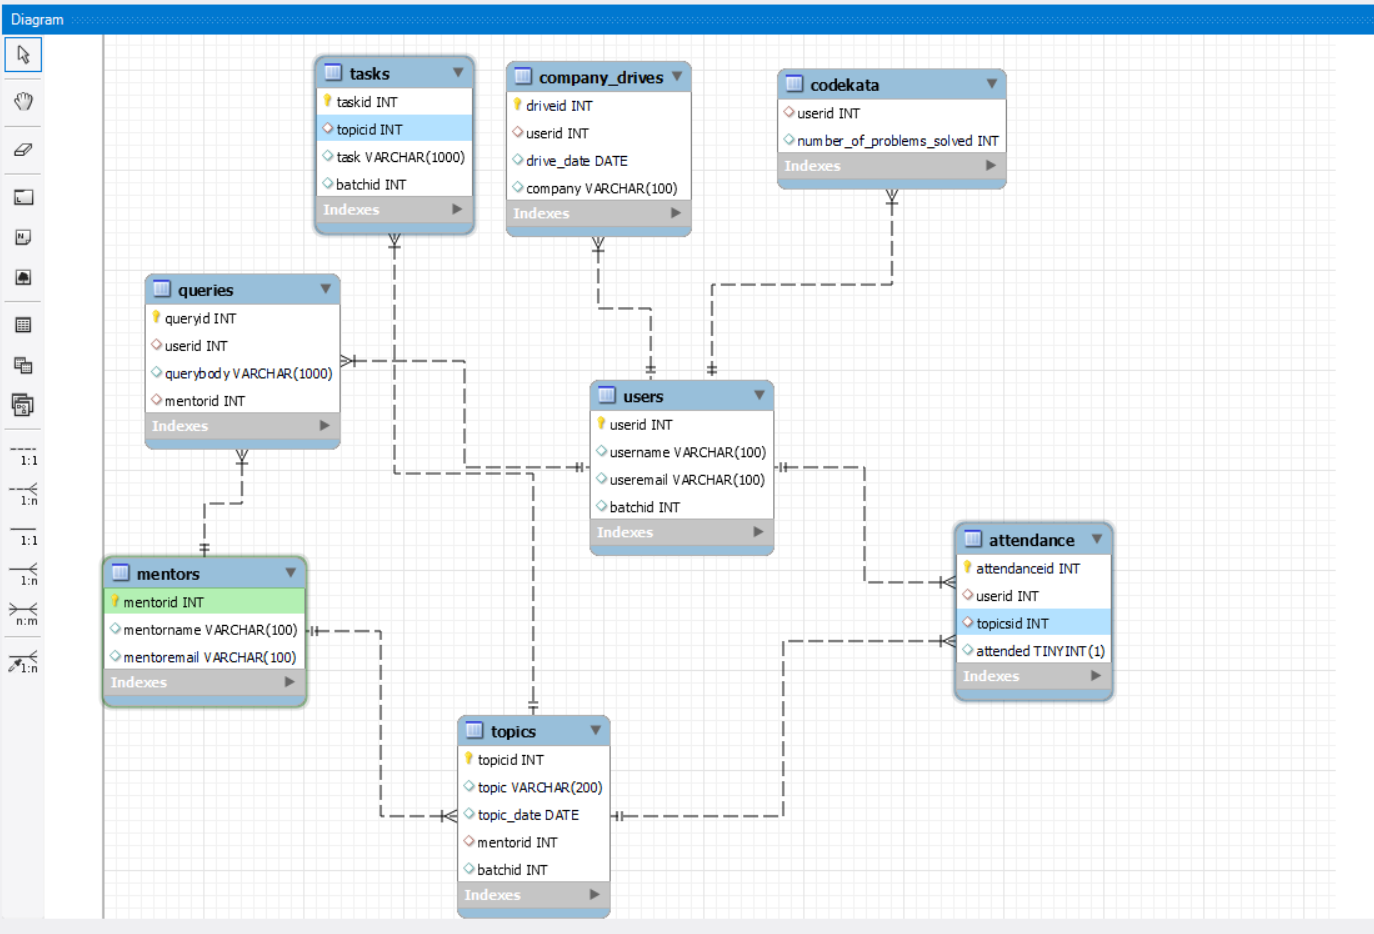 Diagram
1:1
1:n
1:1
1:n
n:m
1:n
tasks
taskid INT
topicid INT
task VARCHAR(1000)
batchid INT
Indexes
company_drives
driveid INT
userid INT
drive_date DATE
company VARCHAR(100)
Indexes
codekata
userid INT
number_of_problems_solved INT
Indexes
queries
queryid INT
userid INT
querybody VARCHAR(1000)
mentorid INT
Indexes
users
userid INT
username VARCHAR(100)
useremail VARCHAR(100)
batchid INT
Indexes
attendance
attendanceid INT
userid INT
topicsid INT
attended TINYINT(1)
Indexes
mentors
mentorid INT
mentorname VARCHAR(100)
mentoremail VARCHAR(100)
Indexes
topics
topicid INT
topic VARCHAR(200)
topic_date DATE
mentorid INT
batchid INT
Indexes